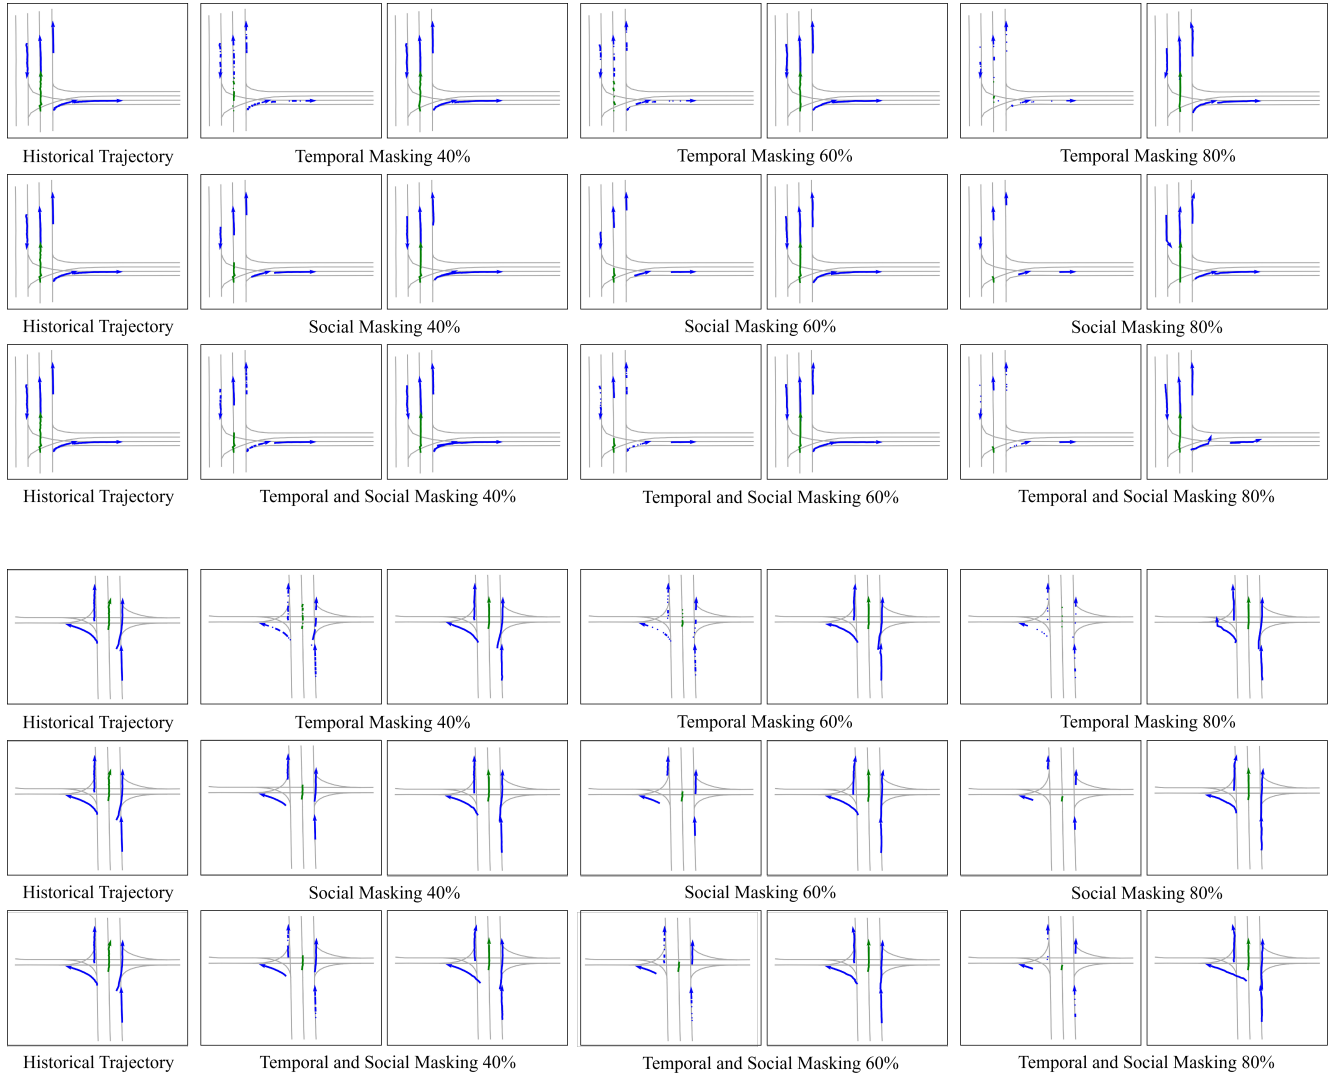 Historical Trajectory Temporal Masking 40% Temporal Masking 60% Temporal Masking 80%
Historical Trajectory Social Masking 40% Social Masking 60% Social Masking 80%
Historical Trajectory Temporal and Social Masking 40% Temporal and Social Masking 60% Temporal and Social Masking 80%
Historical Trajectory Temporal Masking 40% Temporal Masking 60% Temporal Masking 80%
Historical Trajectory Social Masking 40% Social Masking 60% Social Masking 80%
Historical Trajectory Temporal and Social Masking 40% Temporal and Social Masking 60% Temporal and Social Masking 80%